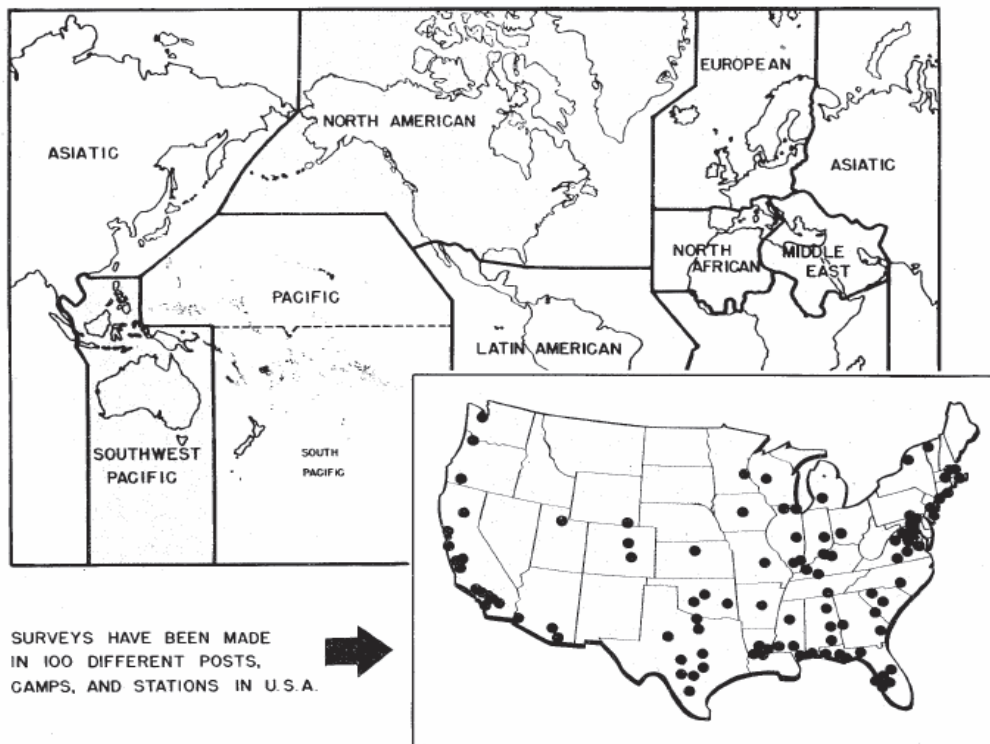 EUROPEAN
NORTH AMERICAN
ASIATIC
ASIATIC
NORTH
AFRICAN
MIDDLE
EAST
PACIFIC
LATIN AMERICAN
SOUTHWEST
PACIFIC
SOUTH
PACIFIC
SURVEYS HAVE BEEN MADE
IN 100 DIFFERENT POSTS,
CAMPS, AND STATIONS IN U.S.A.